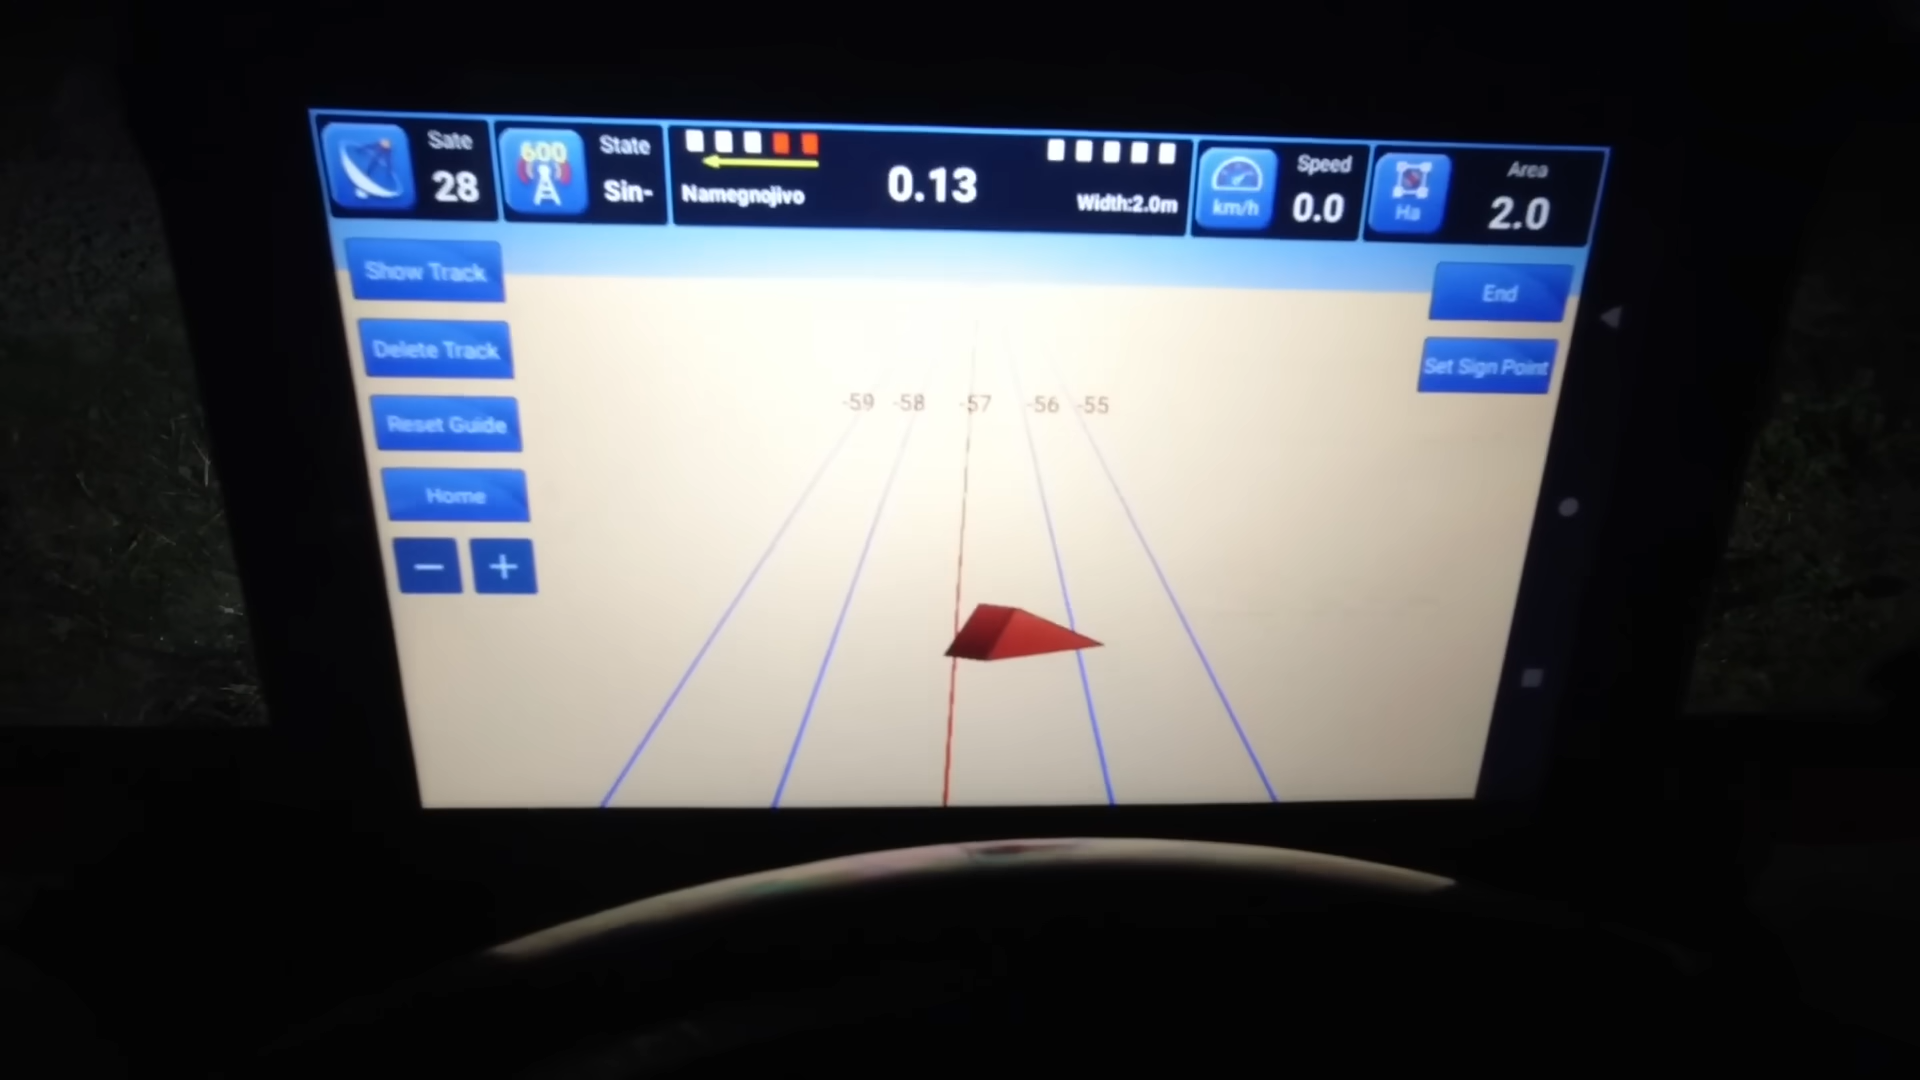 Sate
28
600
State
Sin-
Namegnojivo
0.13
Width:2.0m
km/h
Speed
0.0
Ha
Area
2.0
Show Track
Delete Track
Reset Guide
Home
− +
End
Set Sign Point
-59 -58 -57 -56 -55